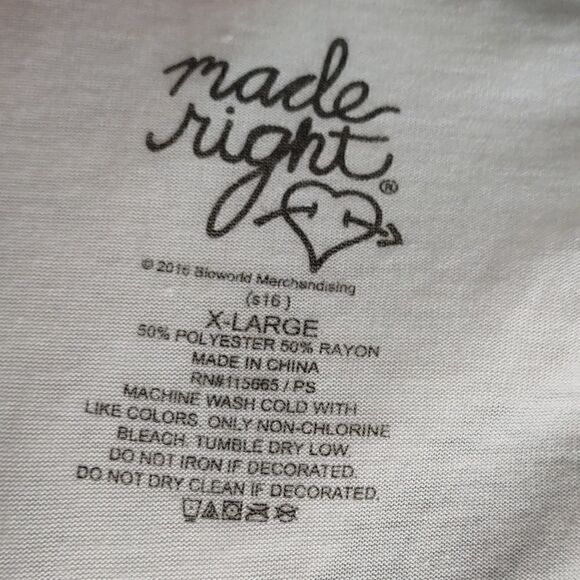 made
right®
© 2016 Bioworld Merchandising
(s16)
X-LARGE
50% POLYESTER 50% RAYON
MADE IN CHINA
RN#115665 / PS
MACHINE WASH COLD WITH
LIKE COLORS. ONLY NON-CHLORINE
BLEACH. TUMBLE DRY LOW.
DO NOT IRON IF DECORATED.
DO NOT DRY CLEAN IF DECORATED.